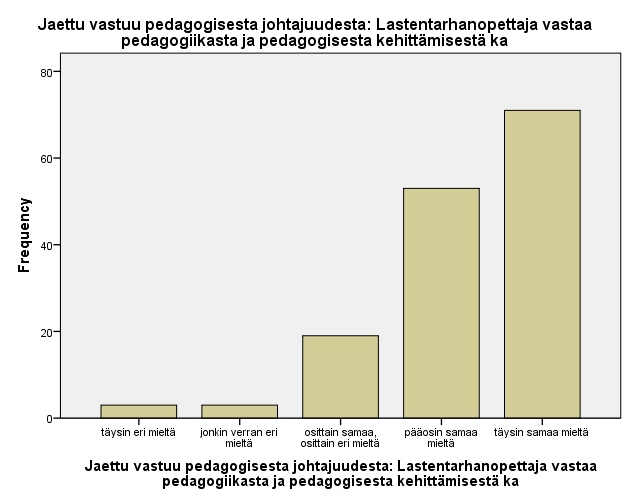 Jaettu vastuu pedagogisesta johtajuudesta: Lastentarhanopettaja vastaa
pedagogiikasta ja pedagogisesta kehittämisestä ka
80
60
40
20
0
Frequency
täysin eri mieltä
jonkin verran eri
mieltä
osittain samaa,
osittain eri mieltä
pääosin samaa
mieltä
täysin samaa mieltä
Jaettu vastuu pedagogisesta johtajuudesta: Lastentarhanopettaja vastaa
pedagogiikasta ja pedagogisesta kehittämisestä ka